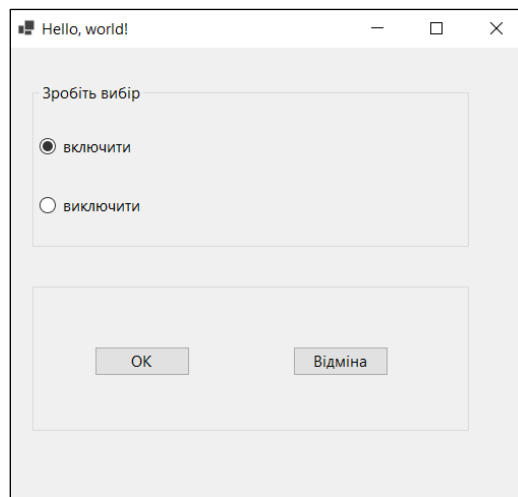 Hello, world!
Зробіть вибір
включити
виключити
OK
Відміна